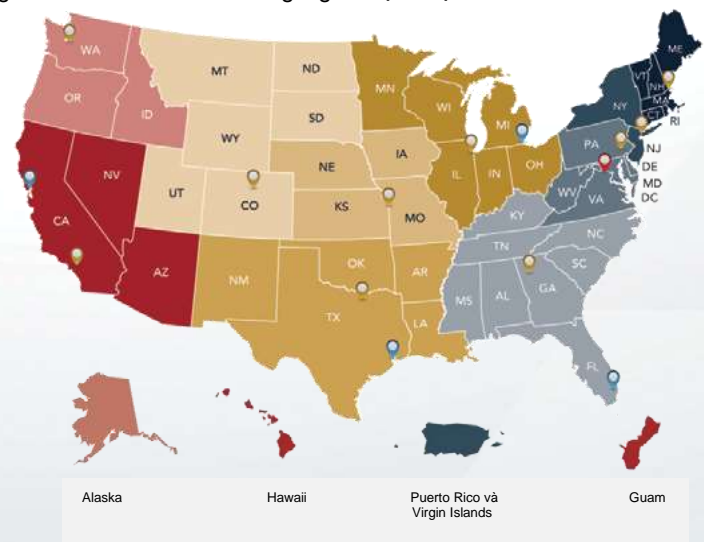 WA
MT
ND
MN
ME
VT
NH
OR
ID
SD
WI
MI
NY
MA
CT
RI
WY
IA
PA
NJ
NV
NE
OH
DE
UT
CO
IL
IN
WV
MD
VA
DC
CA
KS
MO
KY
NC
TN
AZ
NM
OK
AR
SC
TX
MS
AL
GA
LA
FL
Alaska
Hawaii
Puerto Rico và
Virgin Islands
Guam